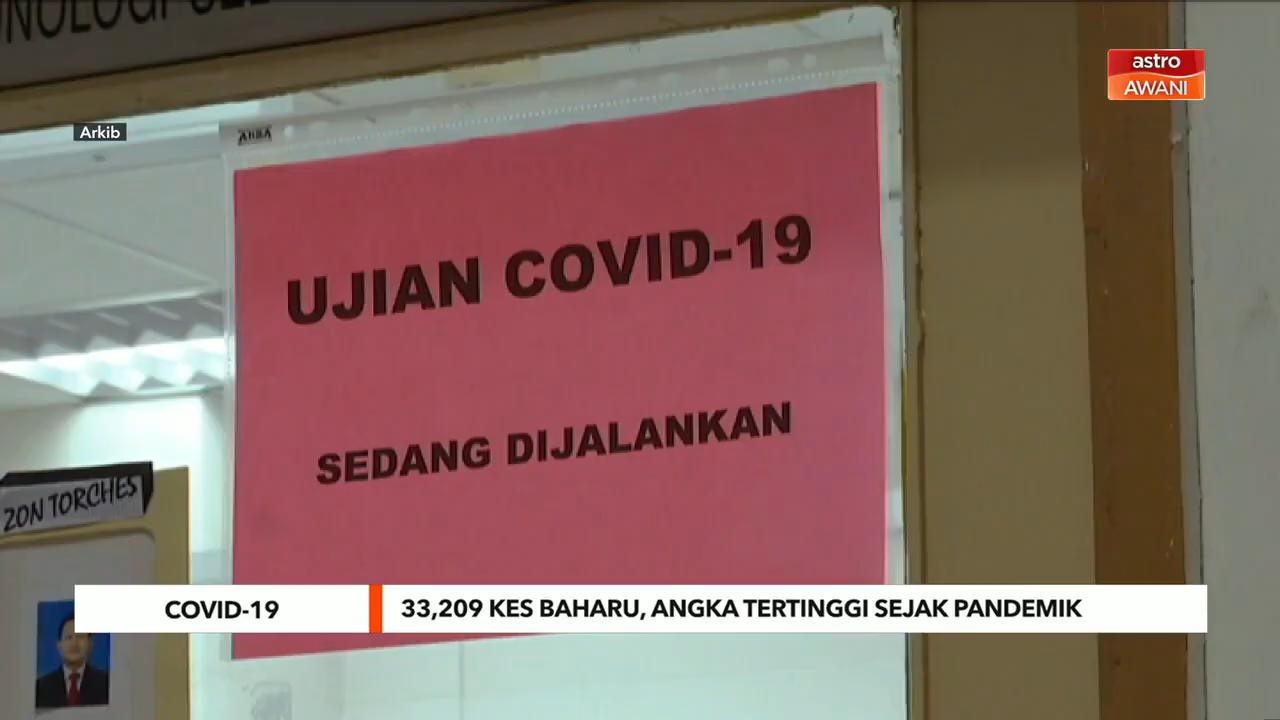 astro
AWANI
Arkib
UJIAN COVID-19
SEDANG DIJALANKAN
ZON TORCHES
COVID-19
33,209 KES BAHARU, ANGKA TERTINGGI SEJAK PANDEMIK